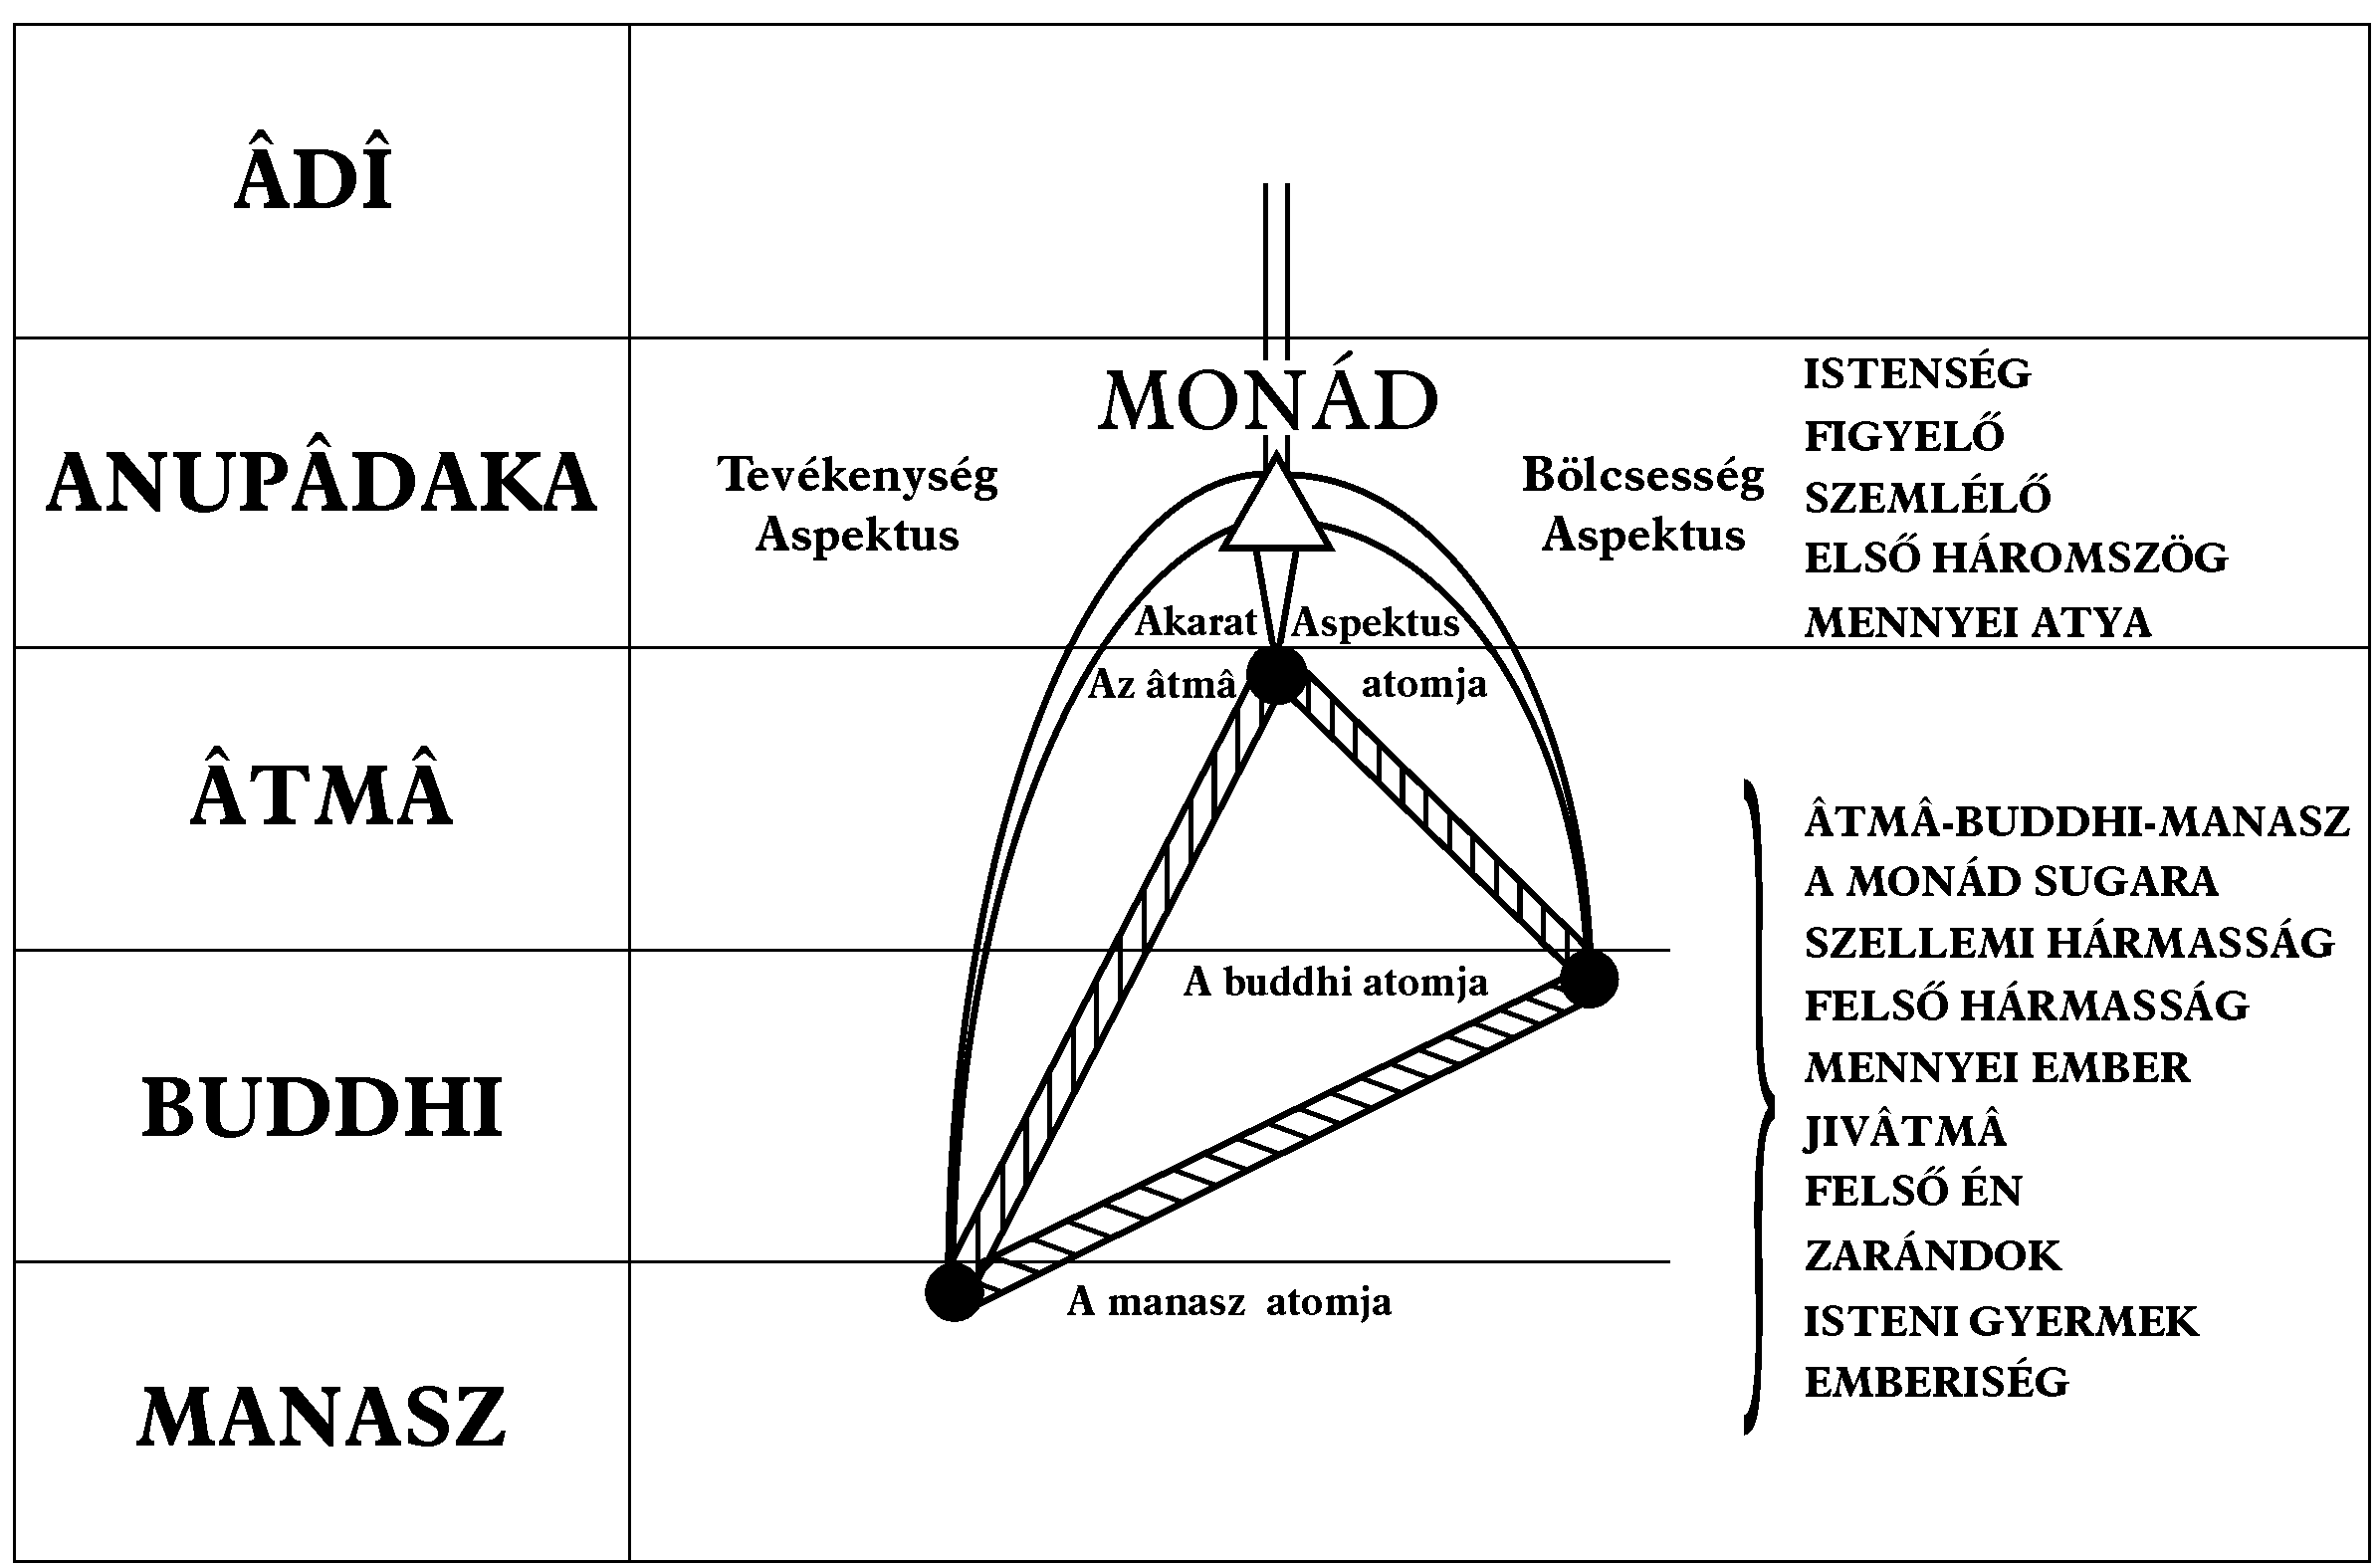 ÂDÎ
ANUPÂDAKA
MONÁD
Tevékenység
Aspektus
Bölcsesség
Aspektus
Akarat Aspektus
ISTENSÉG
FIGYELŐ
SZEMLÉLŐ
ELSŐ HÁROMSZÖG
MENNYEI ATYA
ÂTMÂ
Az âtmâ atomja
BUDDHI
A buddhi atomja
MANASZ
A manasz atomja
ÂTMÂ-BUDDHI-MANASZ
A MONÁD SUGARA
SZELLEMI HÁRMASSÁG
FELSŐ HÁRMASSÁG
MENNYEI EMBER
JIVÂTMÂ
FELSŐ ÉN
ZARÁNDOK
ISTENI GYERMEK
EMBERISÉG